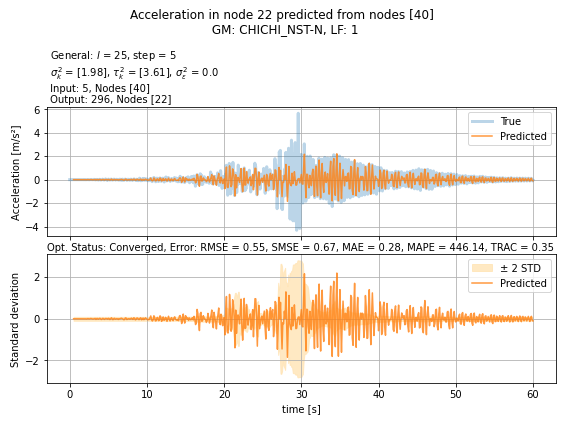 Acceleration in node 22 predicted from nodes [40]
GM: CHICHI_NST-N, LF: 1
General: l = 25, step = 5
σ²ₖ = [1.98], τ²ₖ = [3.61], σ²ε = 0.0
Input: 5, Nodes [40]
Output: 296, Nodes [22]
Acceleration [m/s²]
6
4
2
0
−2
−4
True
Predicted
Opt. Status: Converged, Error: RMSE = 0.55, SMSE = 0.67, MAE = 0.28, MAPE = 446.14, TRAC = 0.35
Standard deviation
2
0
−2
± 2 STD
Predicted
0 10 20 30 40 50 60
time [s]